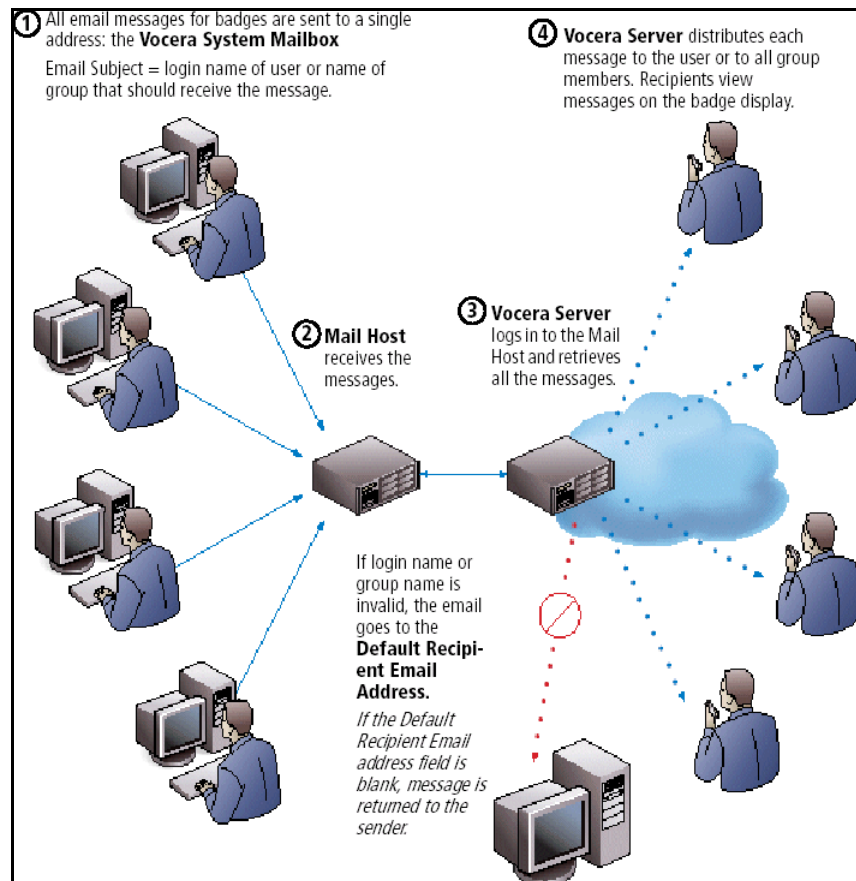 ① All email messages for badges are sent to a single
address: the Vocera System Mailbox
Email Subject = login name of user or name of
group that should receive the message.
④ Vocera Server distributes each
message to the user or to all group
members. Recipients view
messages on the badge display.
② Mail Host
receives the
messages.
③ Vocera Server
logs in to the Mail
Host and retrieves
all the messages.
If login name or
group name is
invalid, the email
goes to the
Default Recipi-
ent Email
Address.
If the Default
Recipient Email
address field is
blank, message is
returned to the
sender.